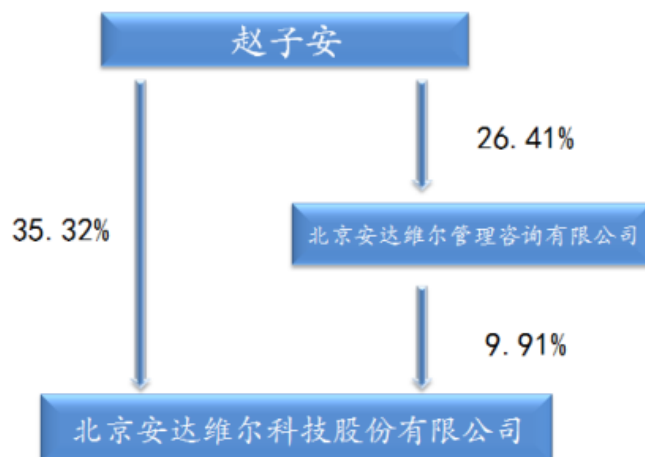 赵子安
26.41%
35.32%
北京安达维尔管理咨询有限公司
9.91%
北京安达维尔科技股份有限公司